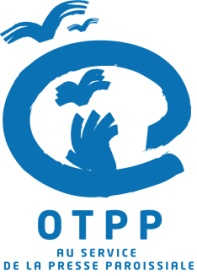 OTPP
AU SERVICE
DE LA PRESSE PAROISSIALE